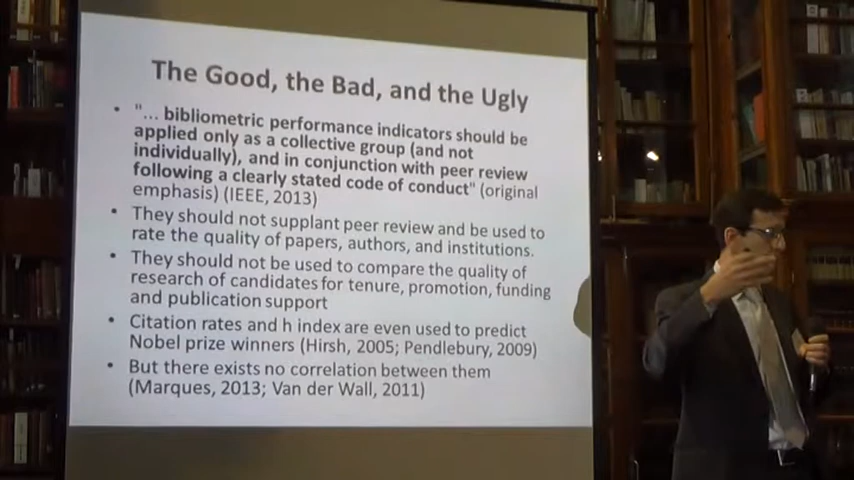 The Good, the Bad, and the Ugly
• "... bibliometric performance indicators should be
applied only as a collective group (and not
individually), and in conjunction with peer review
following a clearly stated code of conduct" (original
emphasis) (IEEE, 2013)
• They should not supplant peer review and be used to
rate the quality of papers, authors, and institutions.
• They should not be used to compare the quality of
research of candidates for tenure, promotion, funding
and publication support
• Citation rates and h index are even used to predict
Nobel prize winners (Hirsh, 2005; Pendlebury, 2009)
• But there exists no correlation between them
(Marques, 2013; Van der Wall, 2011)